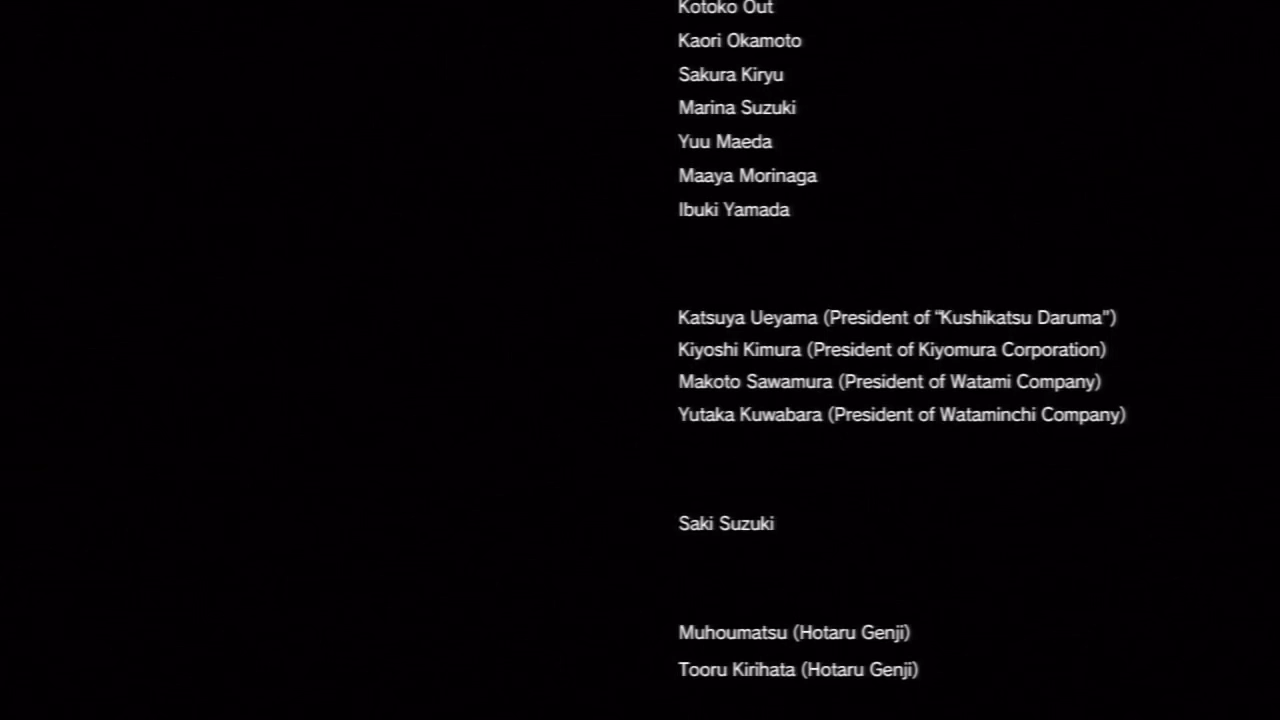 Kotoko Out
Kaori Okamoto
Sakura Kiryu
Marina Suzuki
Yuu Maeda
Maaya Morinaga
Ibuki Yamada
Katsuya Ueyama (President of "Kushikatsu Daruma")
Kiyoshi Kimura (President of Kiyomura Corporation)
Makoto Sawamura (President of Watami Company)
Yutaka Kuwabara (President of Wataminchi Company)
Saki Suzuki
Muhoumatsu (Hotaru Genji)
Tooru Kirihata (Hotaru Genji)